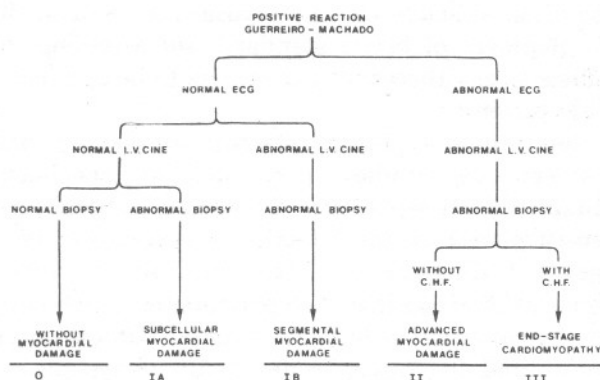 POSITIVE REACTION
GUERREIRO – MACHADO
NORMAL ECG
ABNORMAL ECG
NORMAL L.V. CINE
ABNORMAL L.V. CINE
ABNORMAL L.V. CINE
NORMAL BIOPSY
ABNORMAL BIOPSY
ABNORMAL BIOPSY
ABNORMAL BIOPSY
WITHOUT
C.H.F.
WITH
C.H.F.
WITHOUT
MYOCARDIAL
DAMAGE
SUBCELLULAR
MYOCARDIAL
DAMAGE
SEGMENTAL
MYOCARDIAL
DAMAGE
ADVANCED
MYOCARDIAL
DAMAGE
END-STAGE
CARDIOMYOPATHY
O
IA
IB
II
III